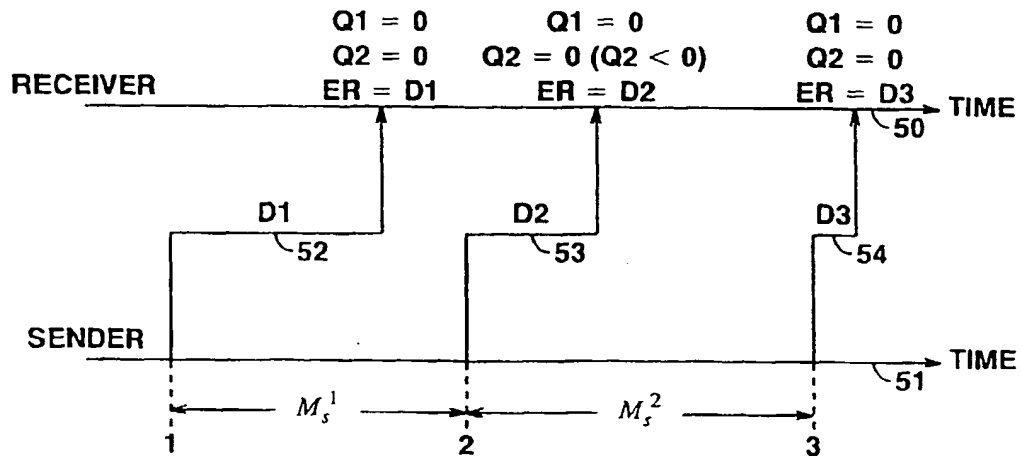 Q1 = 0 Q1 = 0 Q1 = 0
Q2 = 0 Q2 = 0 (Q2 < 0) Q2 = 0
RECEIVER ER = D1 ER = D2 ER = D3 TIME
50
D1 D2 D3
52 53 54
SENDER TIME
51
M_s^1 M_s^2
1 2 3